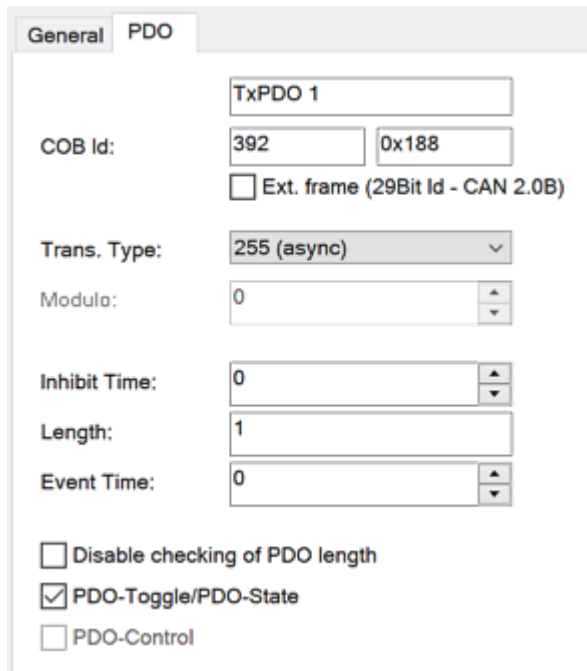 General PDO
TxPDO 1
COB Id: 392 0x188
Ext. frame (29Bit Id - CAN 2.0B)
Trans. Type: 255 (async)
Modulo: 0
Inhibit Time: 0
Length: 1
Event Time: 0
Disable checking of PDO length
PDO-Toggle/PDO-State
PDO-Control